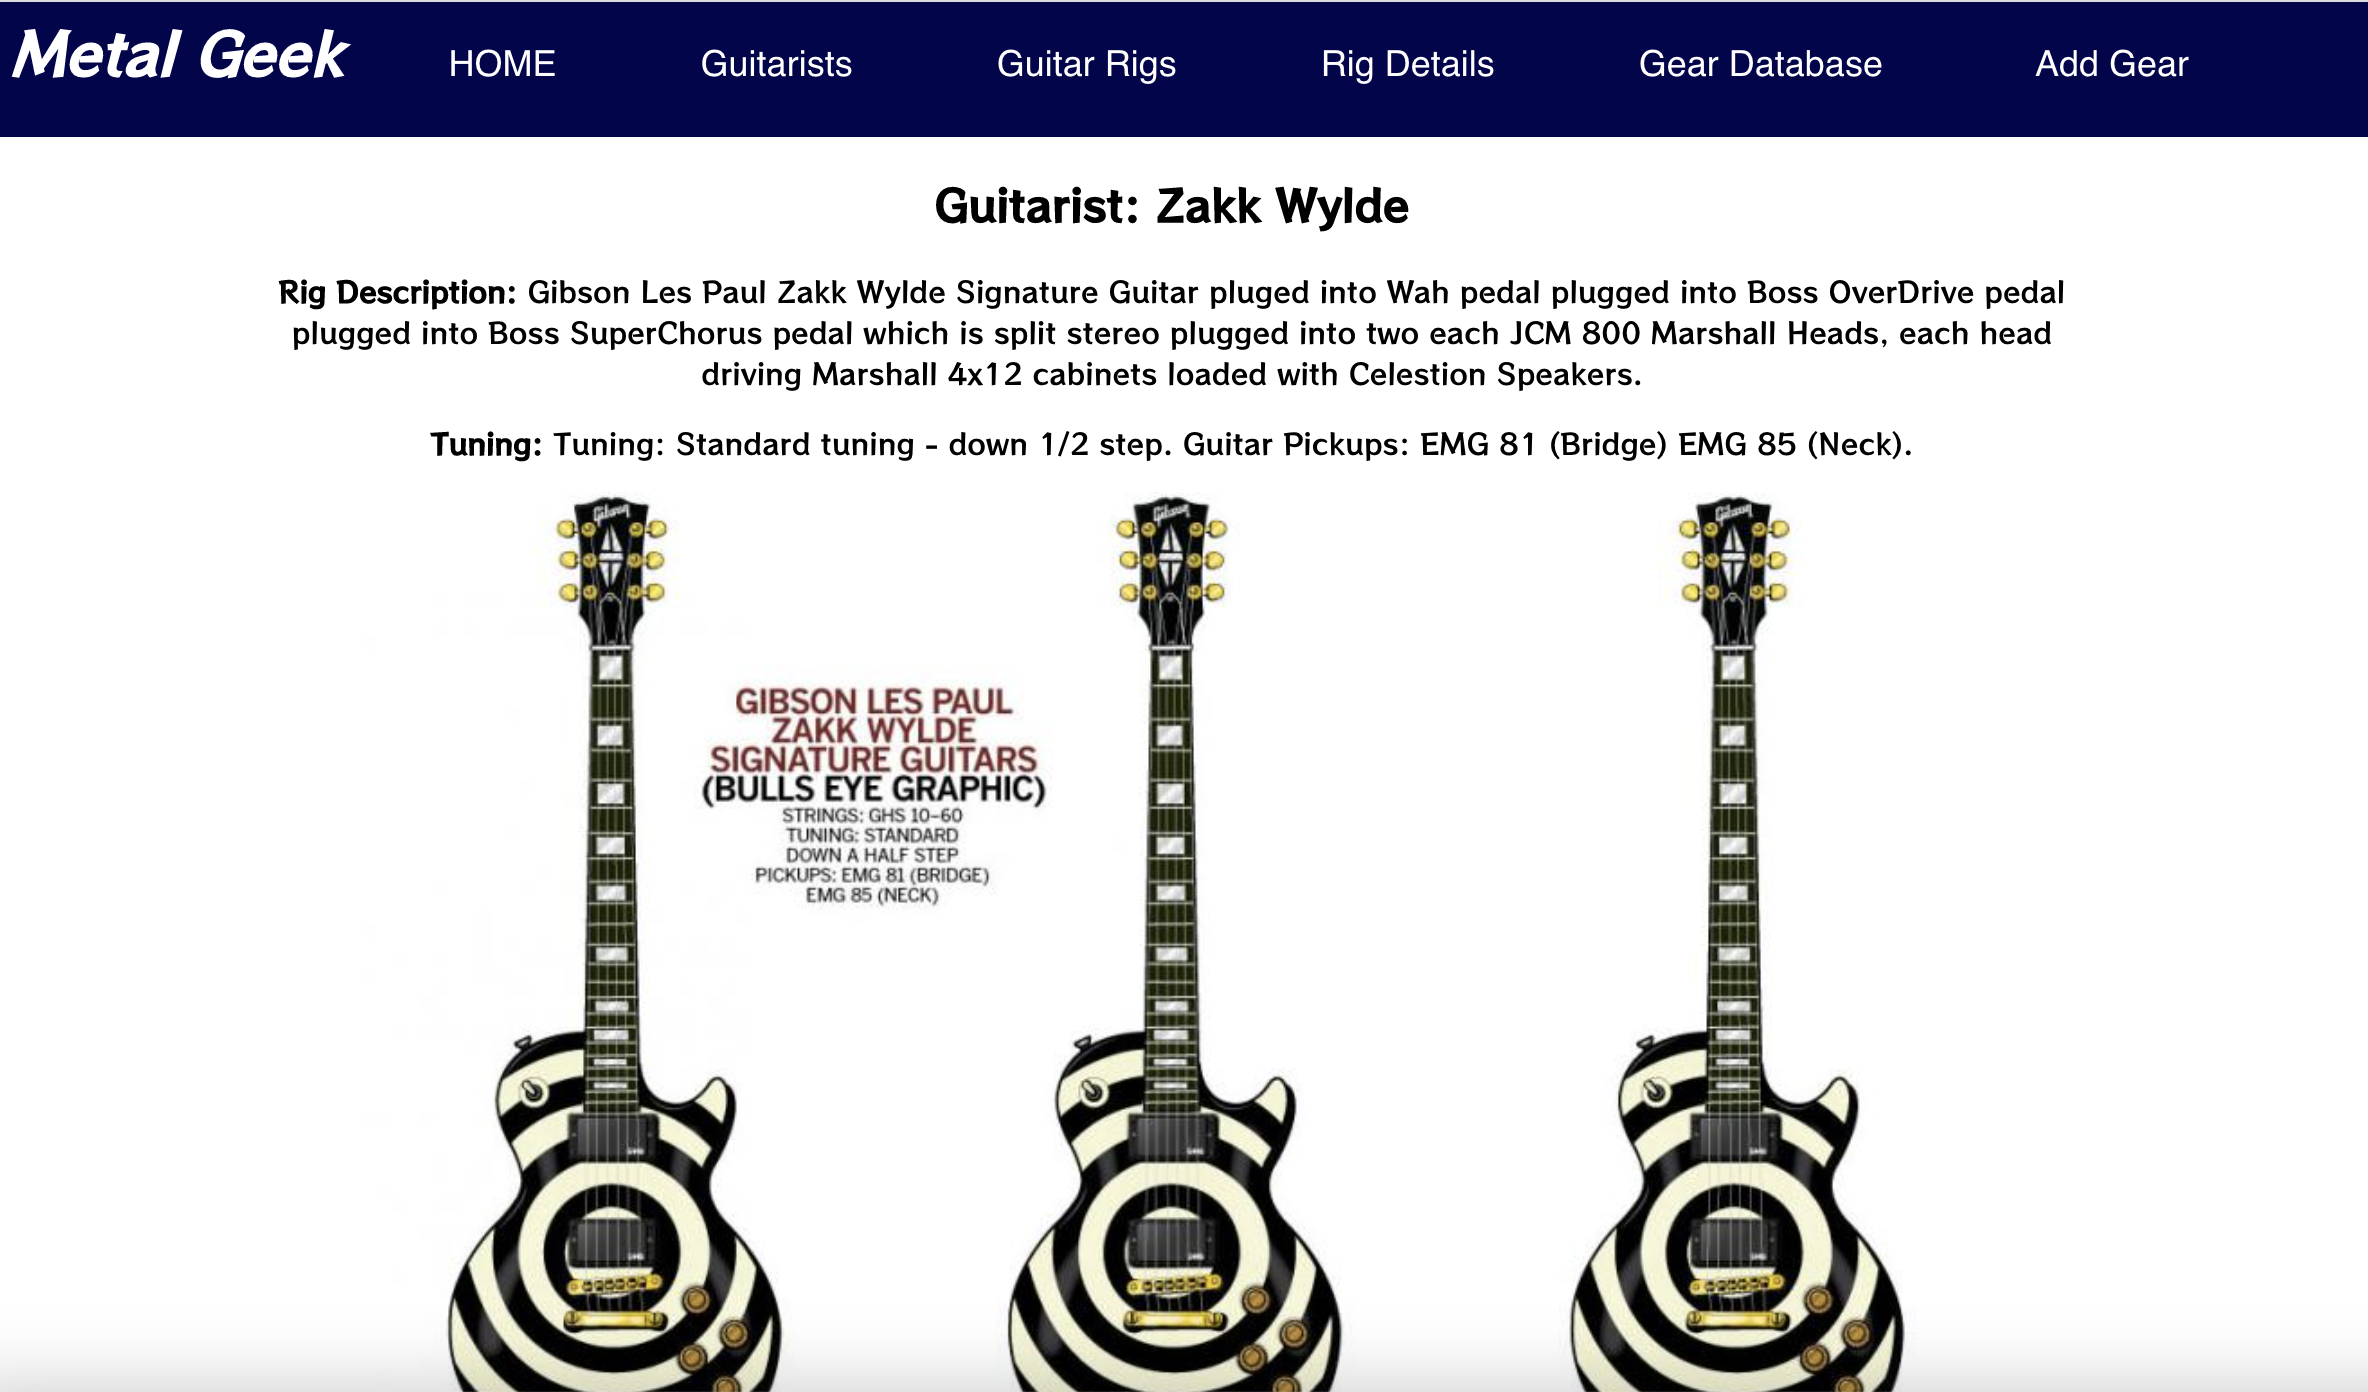 Metal Geek HOME Guitarists Guitar Rigs Rig Details Gear Database Add Gear
Guitarist: Zakk Wylde
Rig Description: Gibson Les Paul Zakk Wylde Signature Guitar pluged into Wah pedal plugged into Boss OverDrive pedal
plugged into Boss SuperChorus pedal which is split stereo plugged into two each JCM 800 Marshall Heads, each head
driving Marshall 4x12 cabinets loaded with Celestion Speakers.
Tuning: Tuning: Standard tuning - down 1/2 step. Guitar Pickups: EMG 81 (Bridge) EMG 85 (Neck).
Gibson Gibson Gibson
GIBSON LES PAUL
ZAKK WYLDE
SIGNATURE GUITARS
(BULLS EYE GRAPHIC)
STRINGS: GHS 10–60
TUNING: STANDARD
DOWN A HALF STEP
PICKUPS: EMG 81 (BRIDGE)
EMG 85 (NECK)